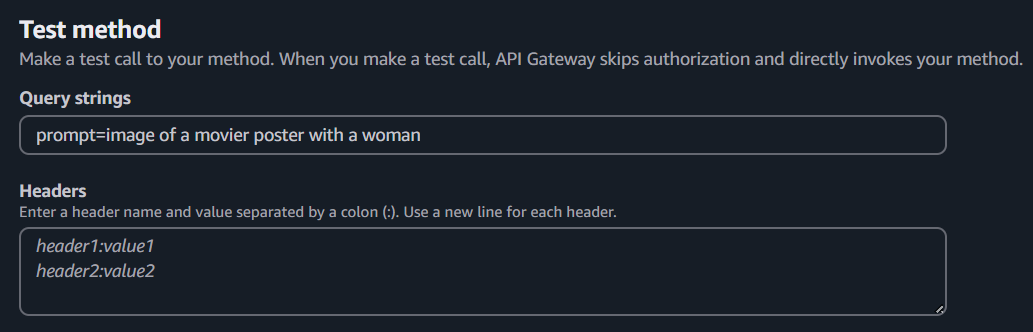 Test method
Make a test call to your method. When you make a test call, API Gateway skips authorization and directly invokes your method.
Query strings
prompt=image of a movier poster with a woman
Headers
Enter a header name and value separated by a colon (:). Use a new line for each header.
header1:value1
header2:value2